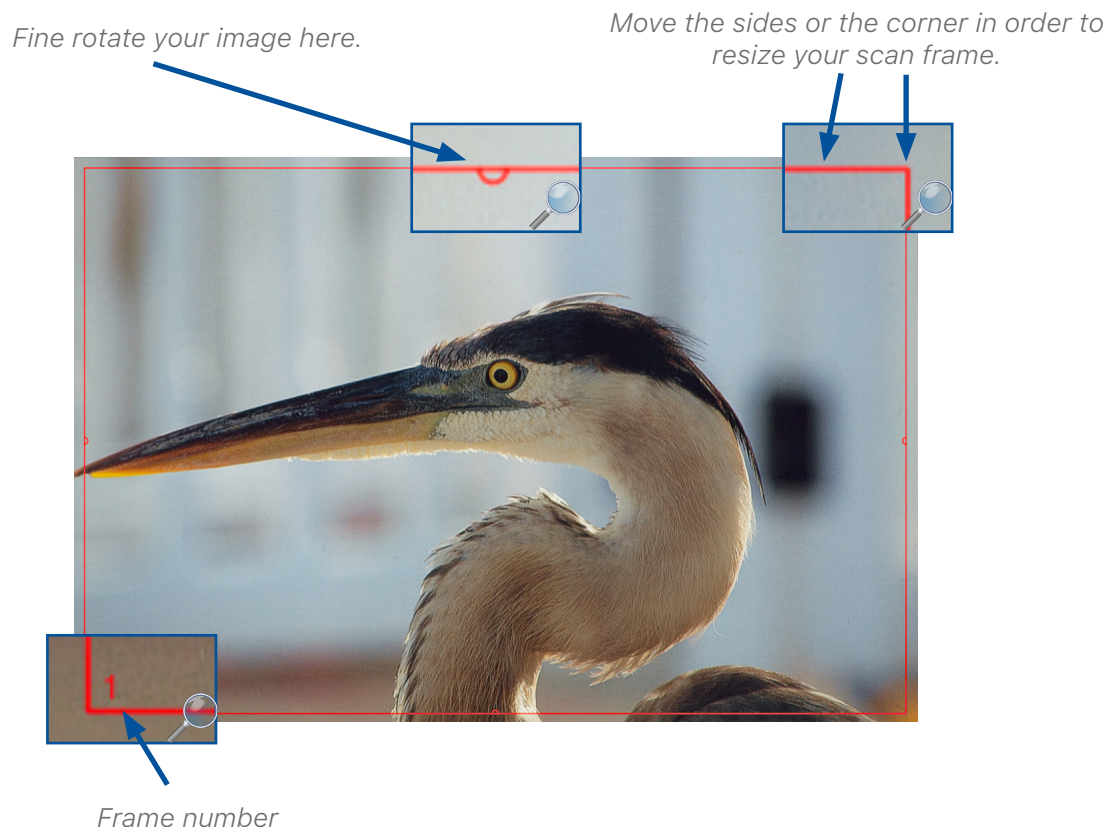 Fine rotate your image here.
Move the sides or the corner in order to
resize your scan frame.
1
Frame number